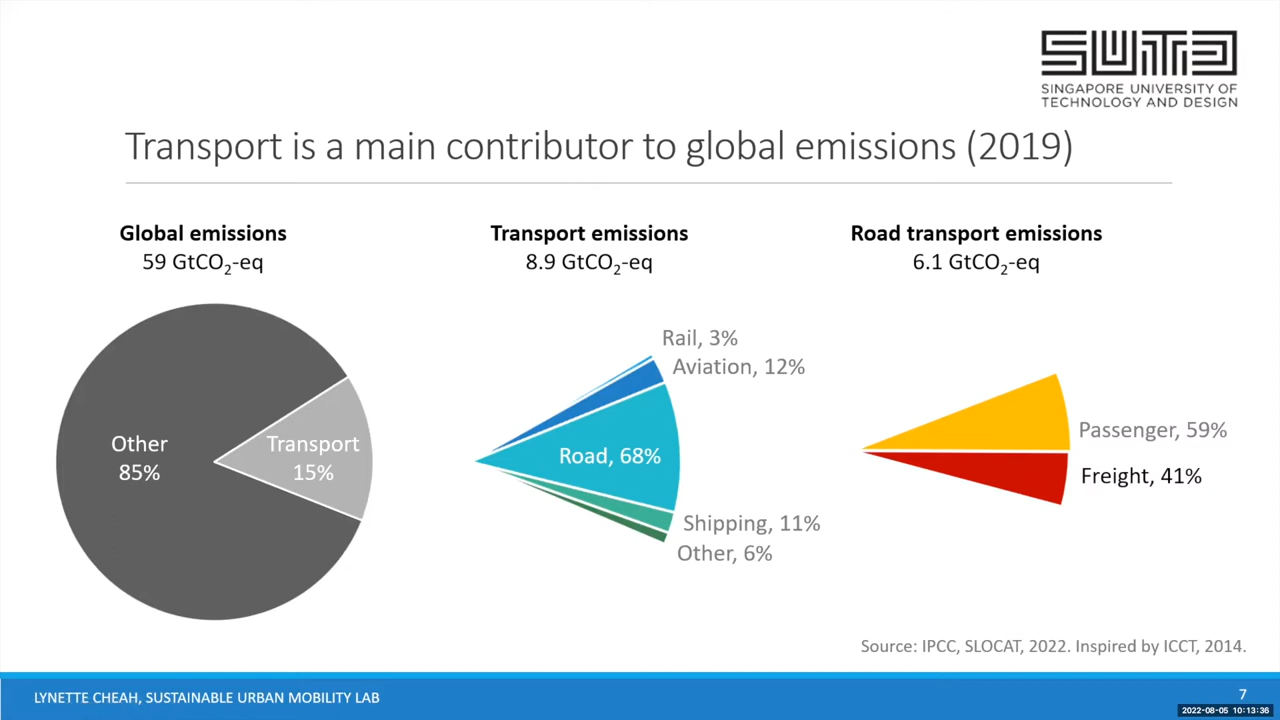 SUTD
SINGAPORE UNIVERSITY OF
TECHNOLOGY AND DESIGN
Transport is a main contributor to global emissions (2019)
Global emissions
59 GtCO₂-eq
Other
85%
Transport
15%
Transport emissions
8.9 GtCO₂-eq
Rail, 3%
Aviation, 12%
Road, 68%
Shipping, 11%
Other, 6%
Road transport emissions
6.1 GtCO₂-eq
Passenger, 59%
Freight, 41%
Source: IPCC, SLOCAT, 2022. Inspired by ICCT, 2014.
LYNETTE CHEAH, SUSTAINABLE URBAN MOBILITY LAB
7
2022-08-05 10:13:36